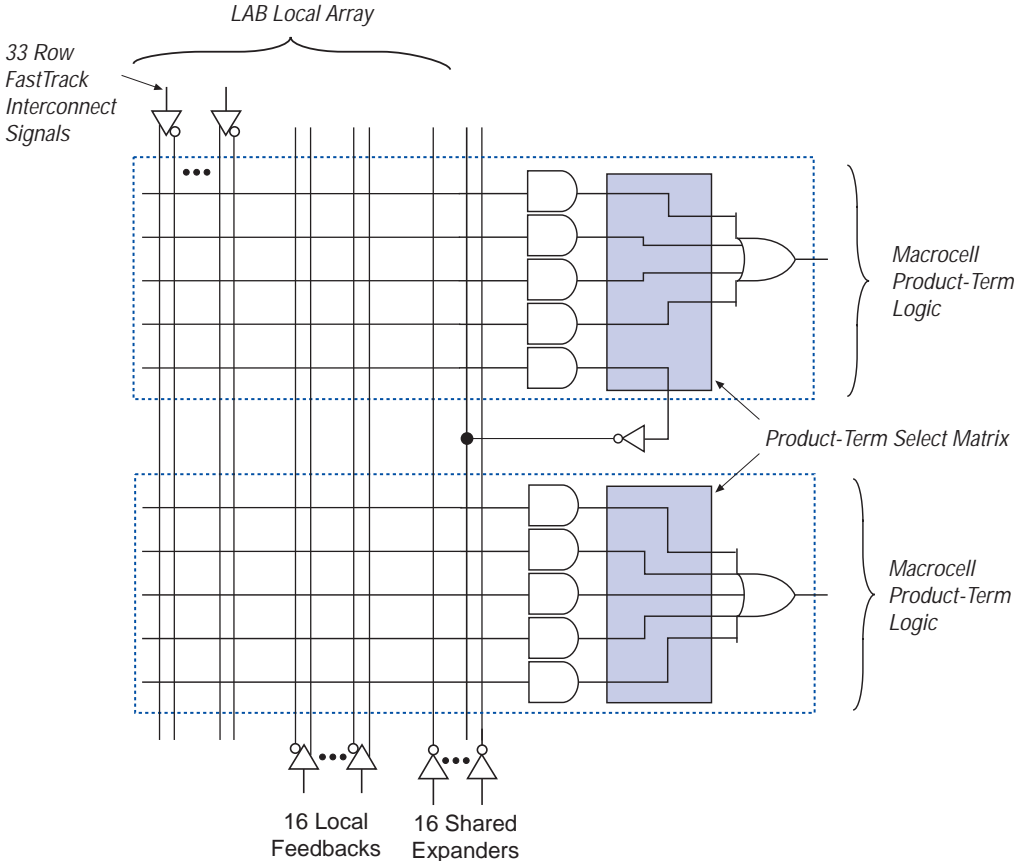 LAB Local Array
33 Row
FastTrack
Interconnect
Signals
Macrocell
Product-Term
Logic
Product-Term Select Matrix
Macrocell
Product-Term
Logic
16 Local
Feedbacks
16 Shared
Expanders